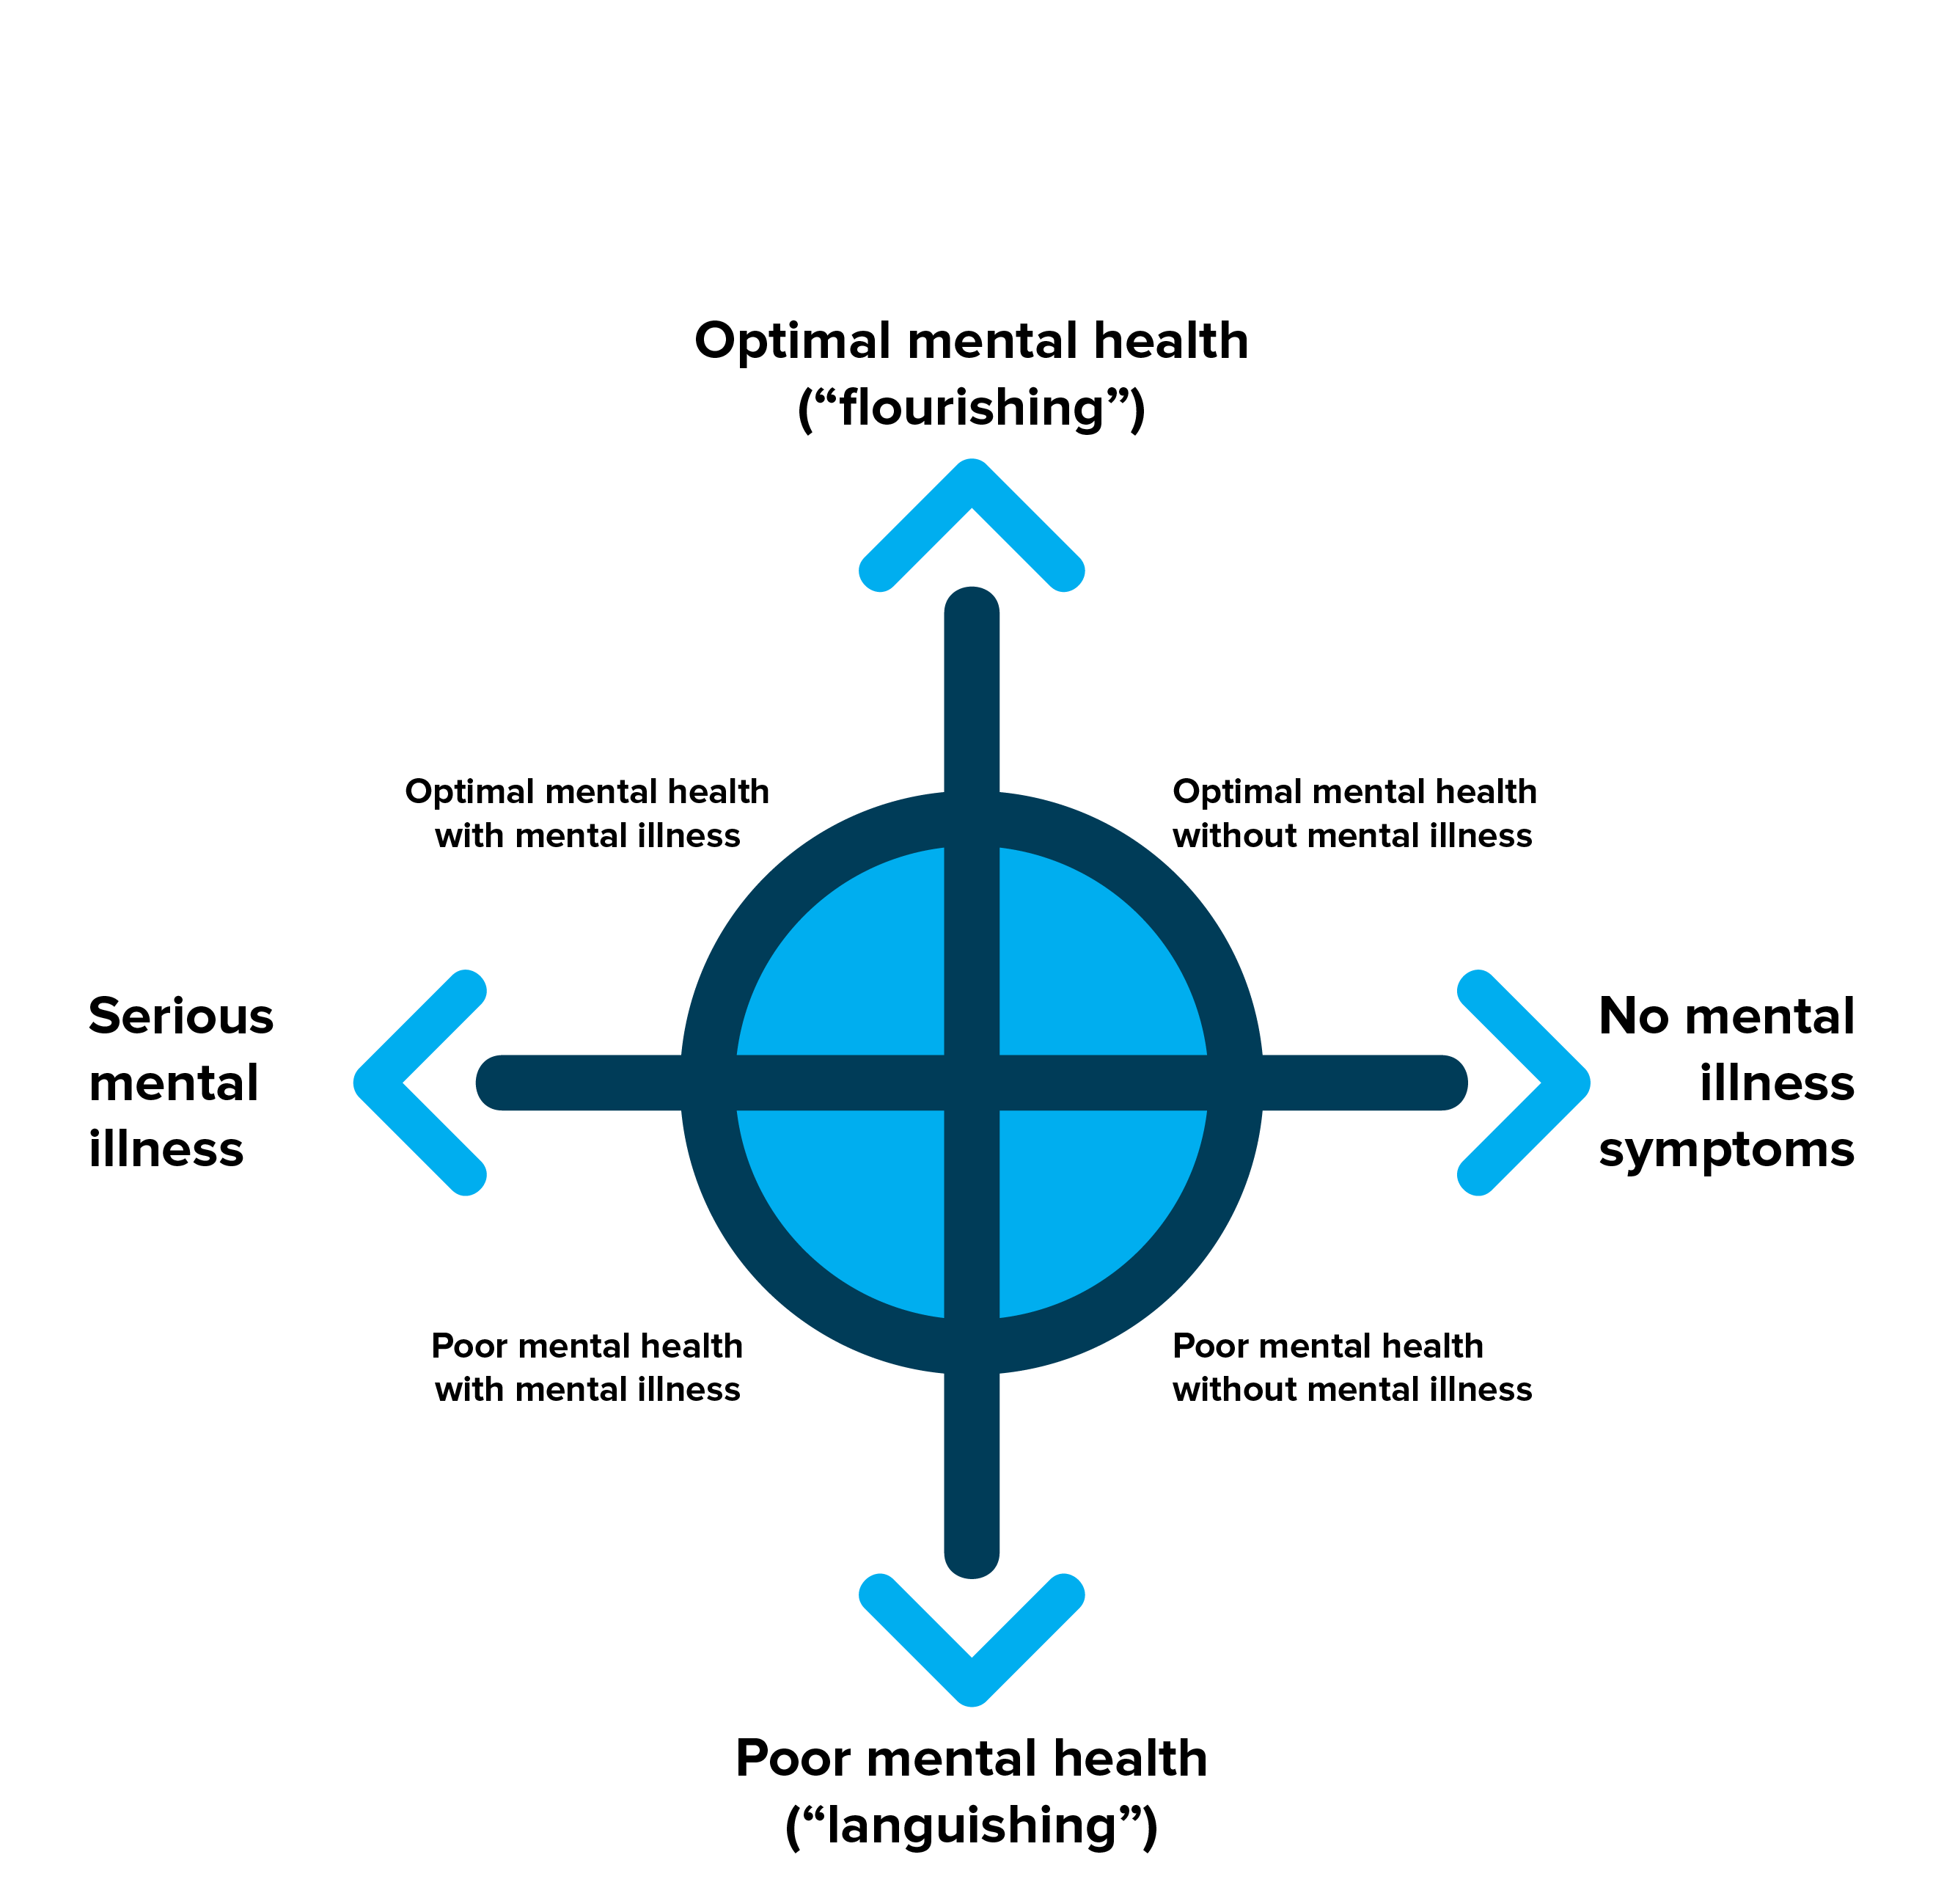 Optimal mental health
(“flourishing”)
Optimal mental health
with mental illness
Optimal mental health
without mental illness
Serious
mental
illness
No mental
illness
symptoms
Poor mental health
with mental illness
Poor mental health
without mental illness
Poor mental health
(“languishing”)